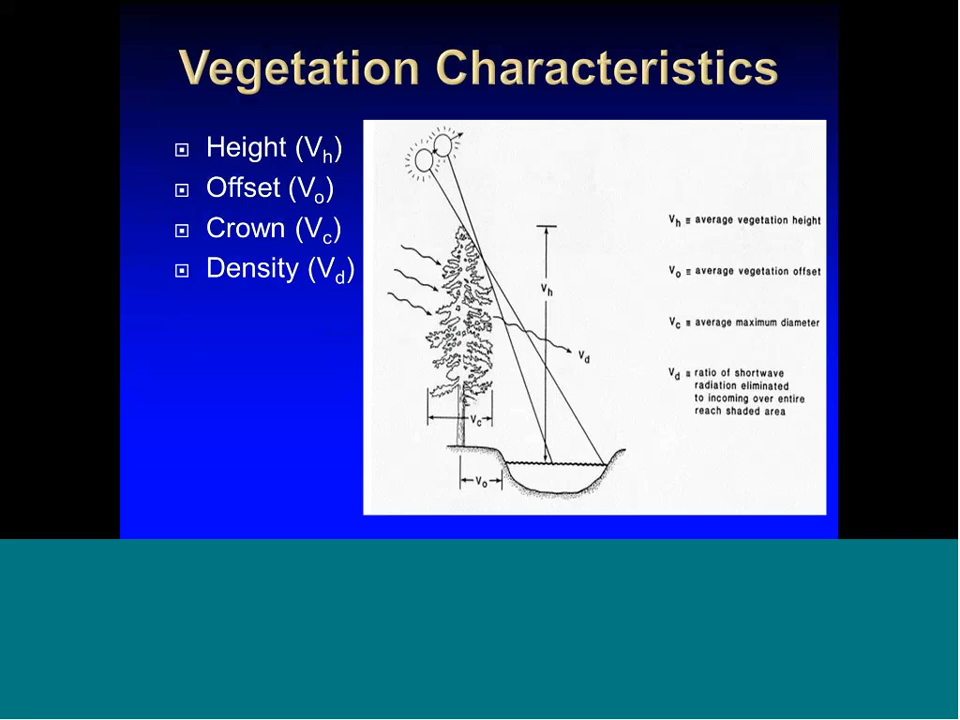 Vegetation Characteristics
Height (Vh)
Offset (Vo)
Crown (Vc)
Density (Vd)
Vh
Vd
Vc
Vo
Vh ≡ average vegetation height
Vo ≡ average vegetation offset
Vc ≡ average maximum diameter
Vd ≡ ratio of shortwave
radiation eliminated
to incoming over entire
reach shaded area